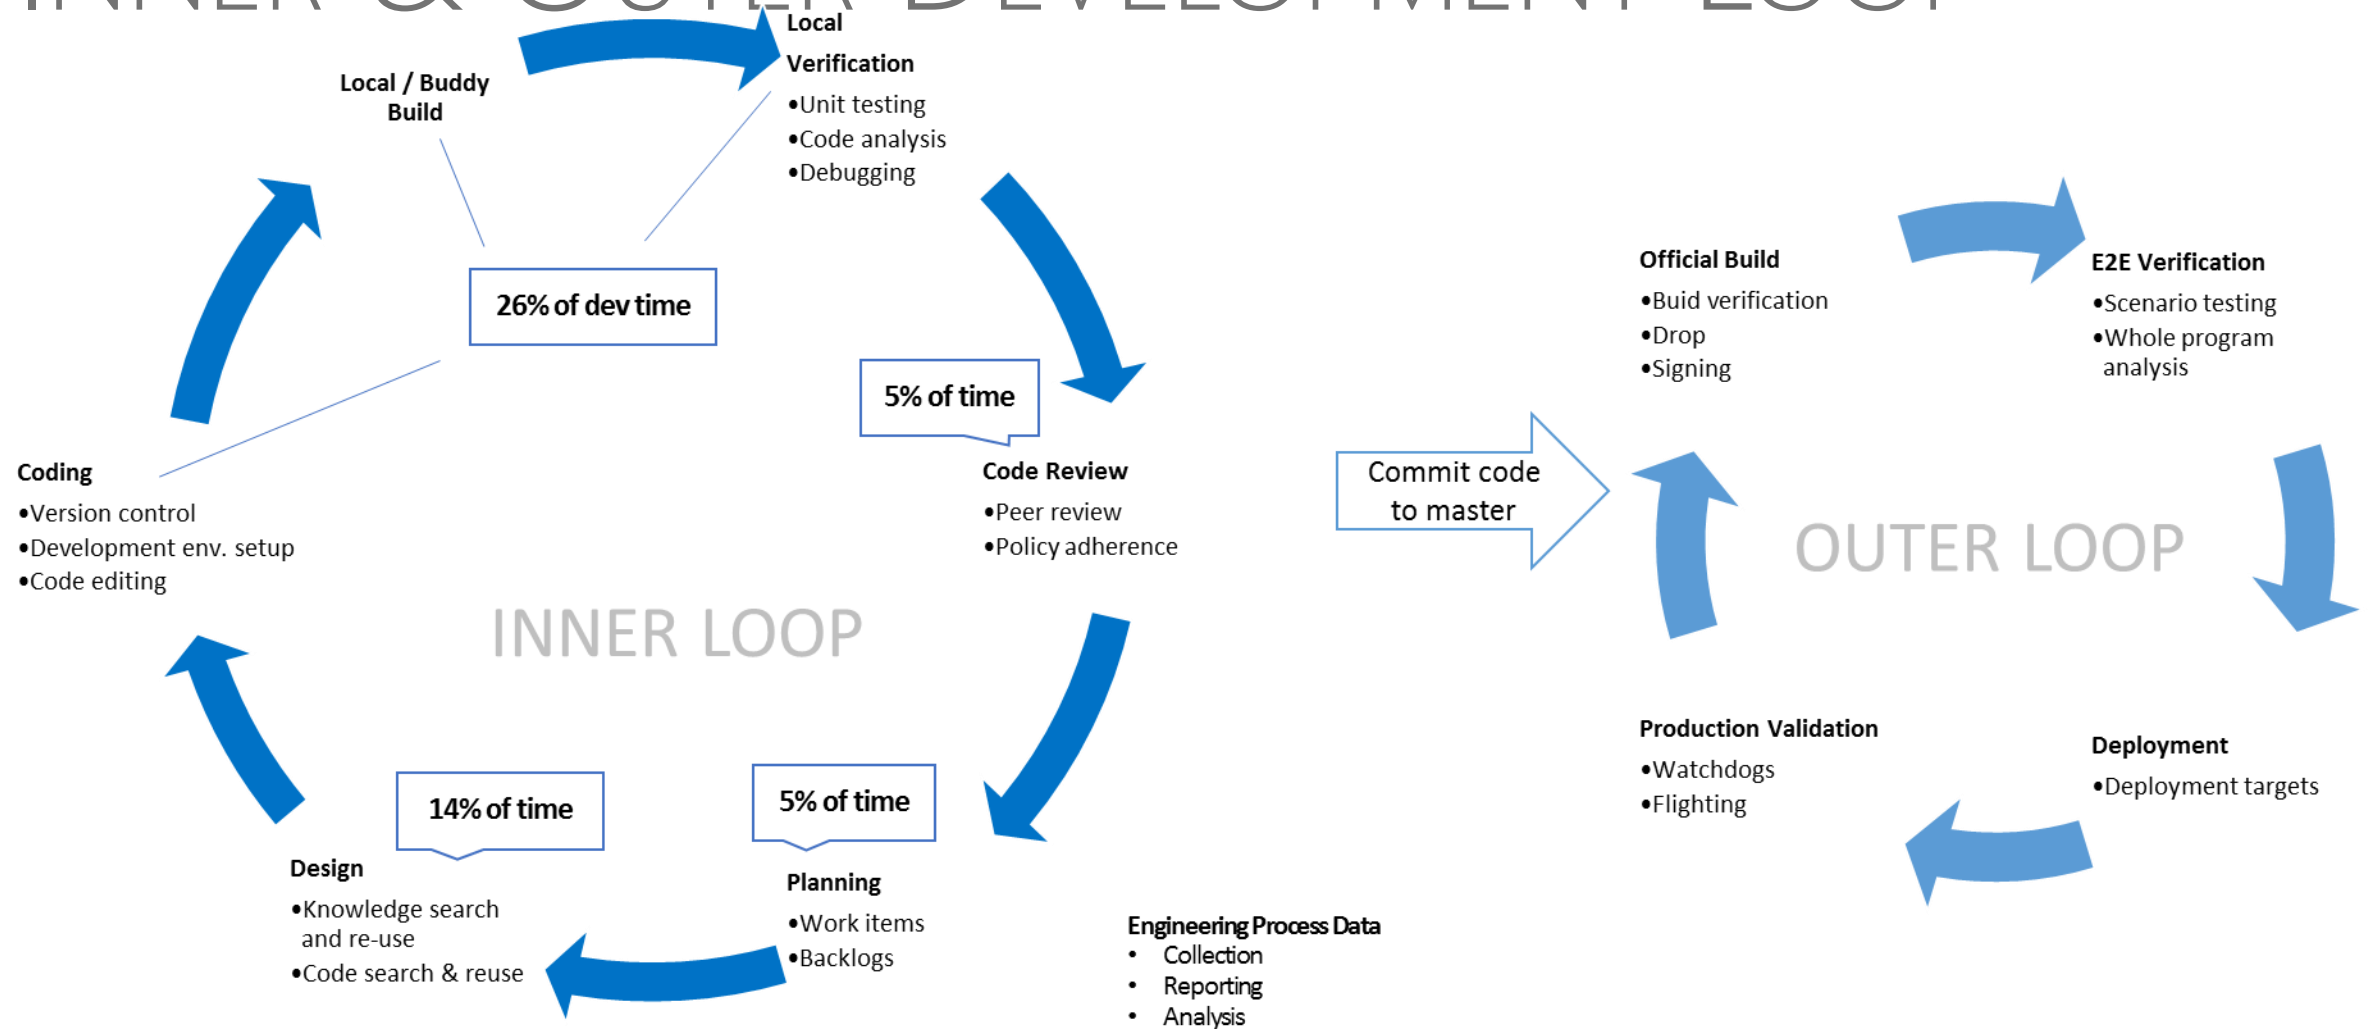 INNER & OUTER DEVELOPMENT LOOP
Local / Buddy
Build
Local
Verification
•Unit testing
•Code analysis
•Debugging
26% of dev time
5% of time
Code Review
•Peer review
•Policy adherence
Coding
•Version control
•Development env. setup
•Code editing
INNER LOOP
14% of time
Design
•Knowledge search
and re-use
•Code search & reuse
5% of time
Planning
•Work items
•Backlogs
Engineering Process Data
• Collection
• Reporting
• Analysis
Commit code
to master
Official Build
•Buid verification
•Drop
•Signing
E2E Verification
•Scenario testing
•Whole program
analysis
OUTER LOOP
Production Validation
•Watchdogs
•Flighting
Deployment
•Deployment targets